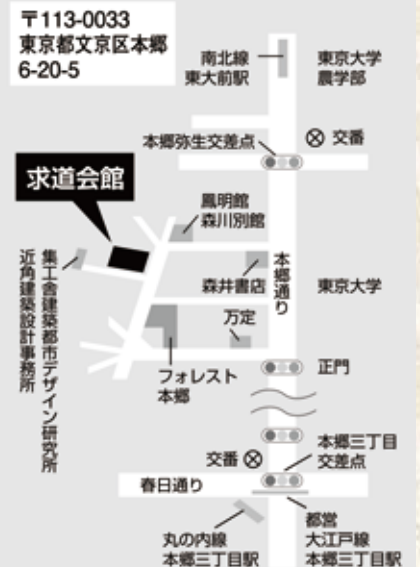 〒113-0033
東京都文京区本郷
6-20-5
南北線
東大前駅
東京大学
農学部
本郷弥生交差点
交番
求道会館
鳳明館
森川別館
森井書店
本郷通り
東京大学
万定
集工舎建築都市デザイン研究所
近角建築設計事務所
フォレスト
本郷
正門
本郷三丁目
交差点
交番
春日通り
丸の内線
本郷三丁目駅
都営
大江戸線
本郷三丁目駅